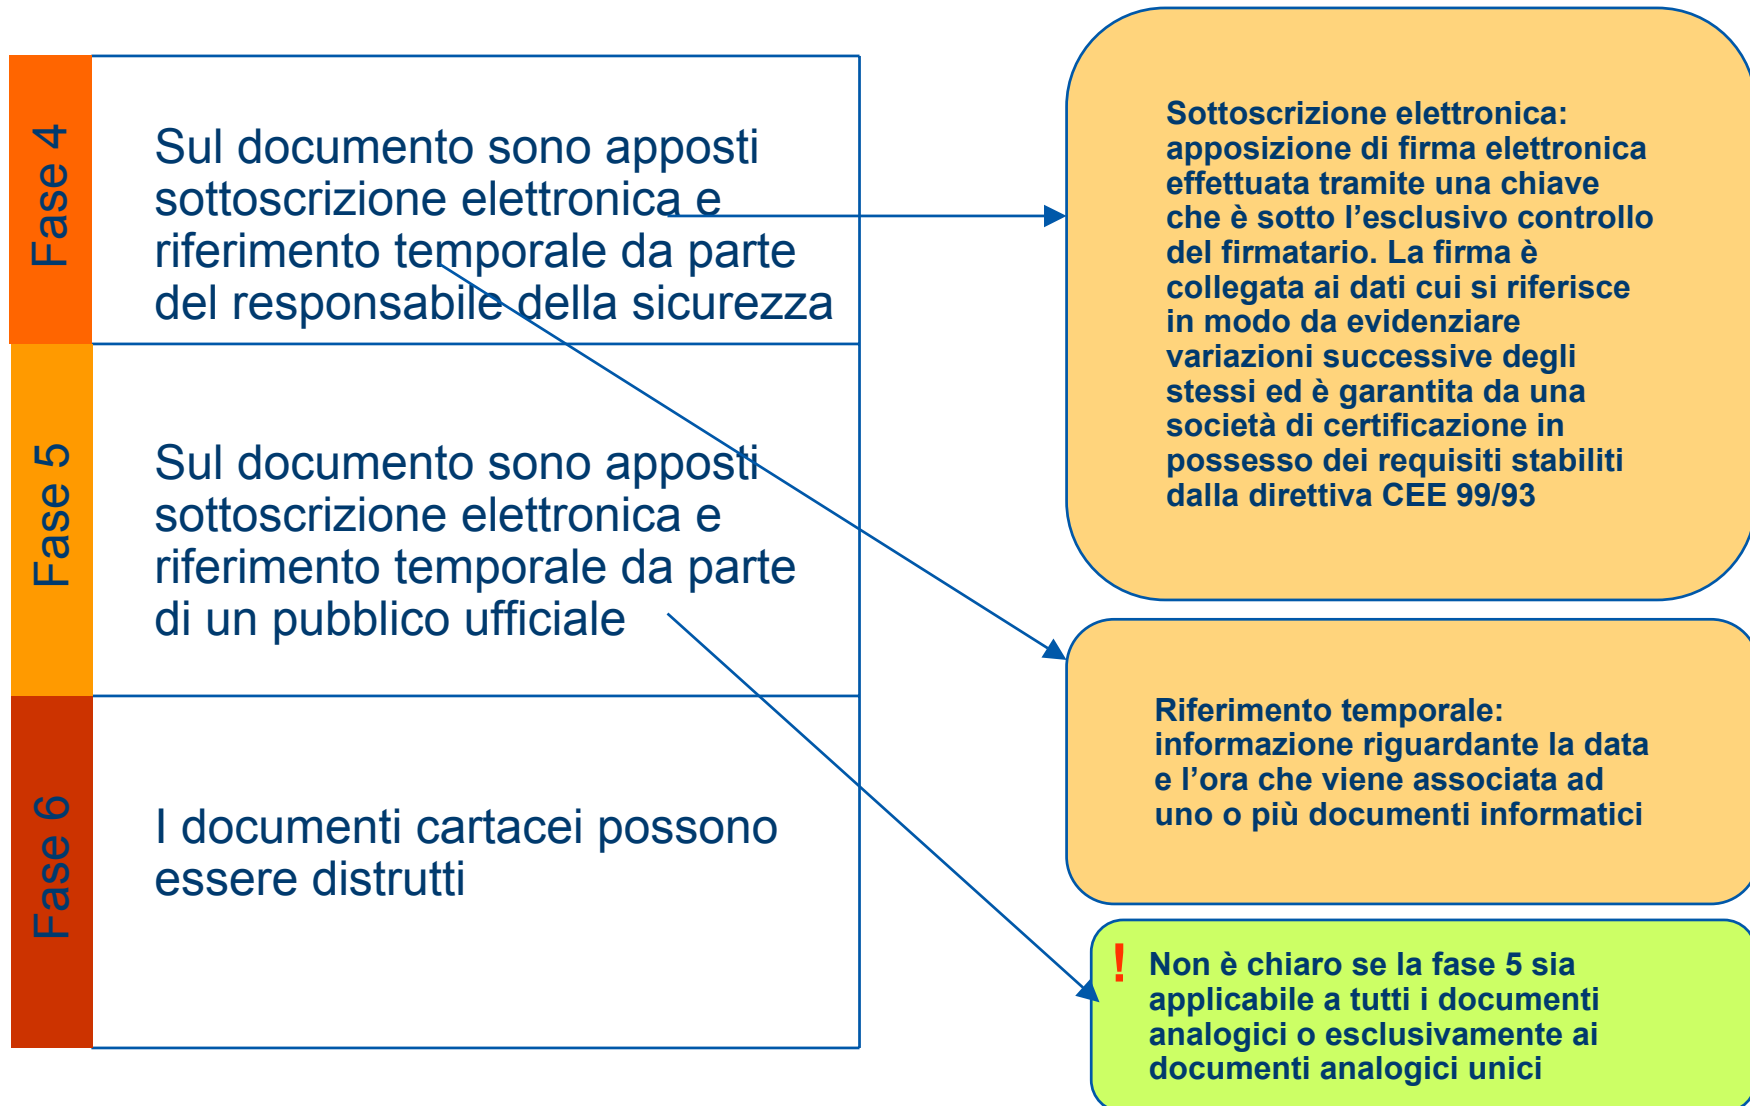 Fase 4
Sul documento sono apposti
sottoscrizione elettronica e
riferimento temporale da parte
del responsabile della sicurezza
Fase 5
Sul documento sono apposti
sottoscrizione elettronica e
riferimento temporale da parte
di un pubblico ufficiale
Fase 6
I documenti cartacei possono
essere distrutti
Sottoscrizione elettronica:
apposizione di firma elettronica
effettuata tramite una chiave
che è sotto l’esclusivo controllo
del firmatario. La firma è
collegata ai dati cui si riferisce
in modo da evidenziare
variazioni successive degli
stessi ed è garantita da una
società di certificazione in
possesso dei requisiti stabiliti
dalla direttiva CEE 99/93
Riferimento temporale:
informazione riguardante la data
e l’ora che viene associata ad
uno o più documenti informatici
! Non è chiaro se la fase 5 sia
applicabile a tutti i documenti
analogici o esclusivamente ai
documenti analogici unici